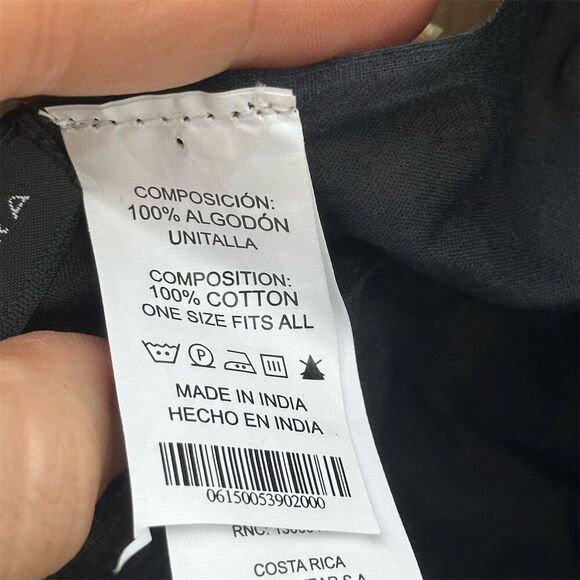 COMPOSICIÓN:
100% ALGODÓN
UNITALLA
COMPOSITION:
100% COTTON
ONE SIZE FITS ALL
P
MADE IN INDIA
HECHO EN INDIA
06150053902000
RNC:
COSTA RICA
S.A